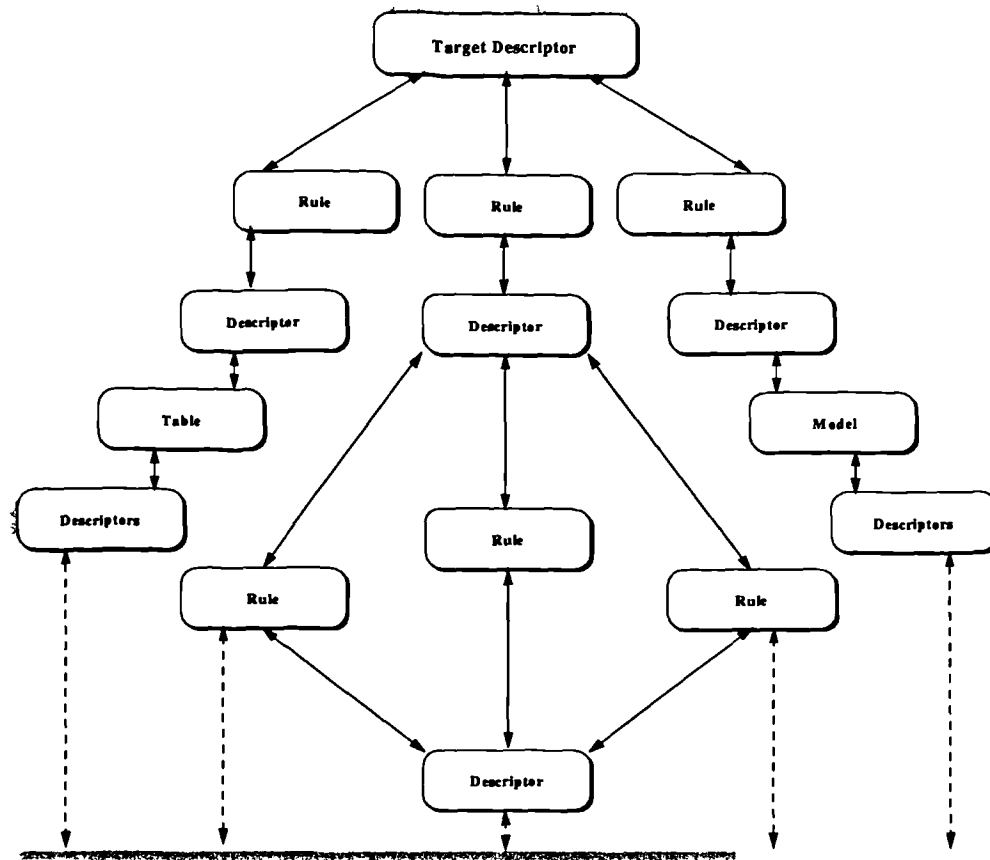 Target Descriptor
Rule
Rule
Rule
Descriptor
Descriptor
Descriptor
Table
Model
Descriptors
Descriptors
Rule
Rule
Rule
Descriptor